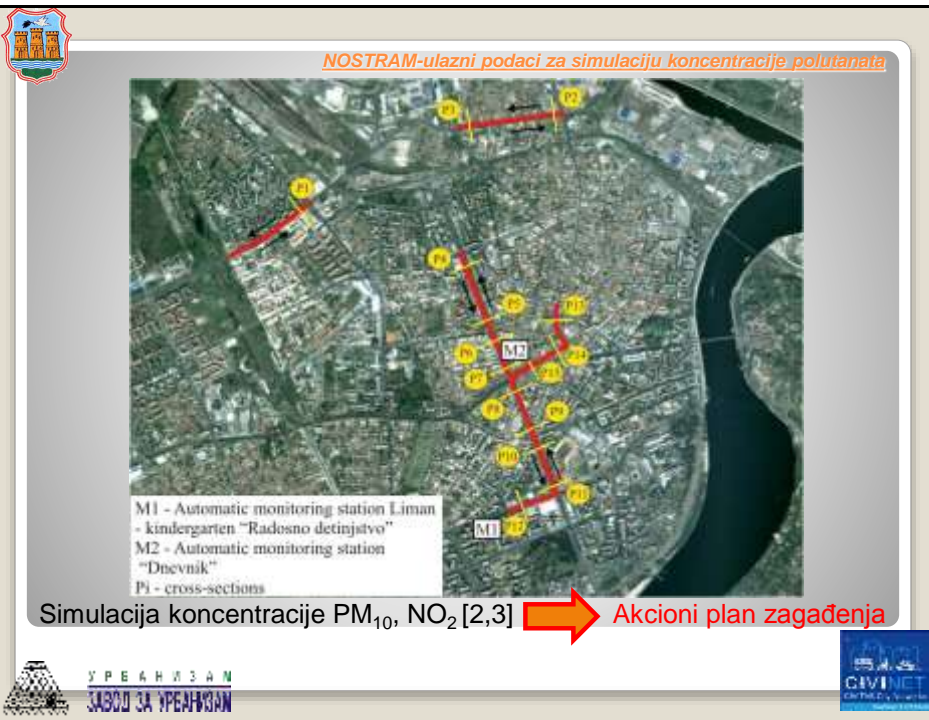 NOSTRAM-ulazni podaci za simulaciju koncentracije polutanata
P3
P2
P1
P4
P5
P13
P6
M2
P14
P7
P15
P8
P9
P10
P11
M1
P12
M1 - Automatic monitoring station Liman
- kindergarten “Radosno detinjstvo”
M2 - Automatic monitoring station
“Dnevnik”
Pi - cross-sections
Simulacija koncentracije PM₁₀, NO₂ [2,3]
Akcioni plan zagađenja
УРБАНИЗАМ
ЗАВОД ЗА УРБАНИЗАМ
CIVINET